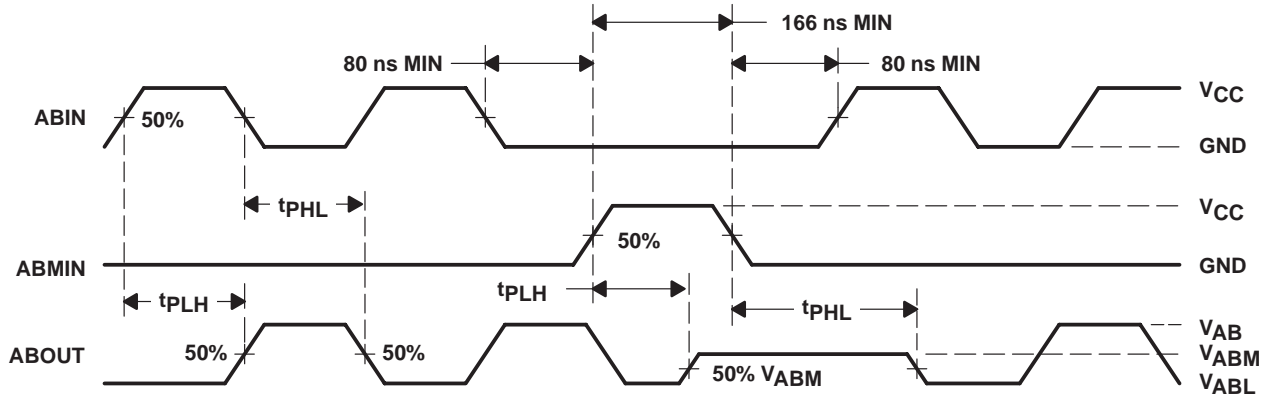 166 ns MIN
80 ns MIN
80 ns MIN
ABIN
50%
VCC
GND
tPHL
VCC
ABMIN
50%
GND
tPLH
tPLH
tPHL
ABOUT
50%
50%
50% VABM
VAB
VABM
VABL